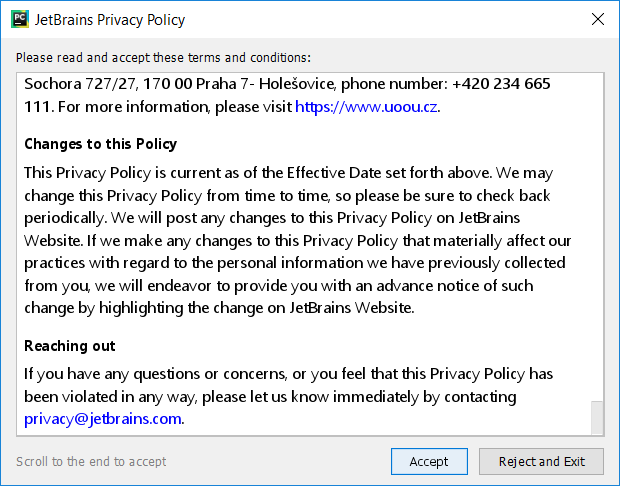 PC
JetBrains Privacy Policy
Please read and accept these terms and conditions:
Sochora 727/27, 170 00 Praha 7- Holešovice, phone number: +420 234 665
111. For more information, please visit https://www.uoou.cz.
Changes to this Policy
This Privacy Policy is current as of the Effective Date set forth above. We may
change this Privacy Policy from time to time, so please be sure to check back
periodically. We will post any changes to this Privacy Policy on JetBrains
Website. If we make any changes to this Privacy Policy that materially affect our
practices with regard to the personal information we have previously collected
from you, we will endeavor to provide you with an advance notice of such
change by highlighting the change on JetBrains Website.
Reaching out
If you have any questions or concerns, or you feel that this Privacy Policy has
been violated in any way, please let us know immediately by contacting
privacy@jetbrains.com.
Scroll to the end to accept
Accept
Reject and Exit